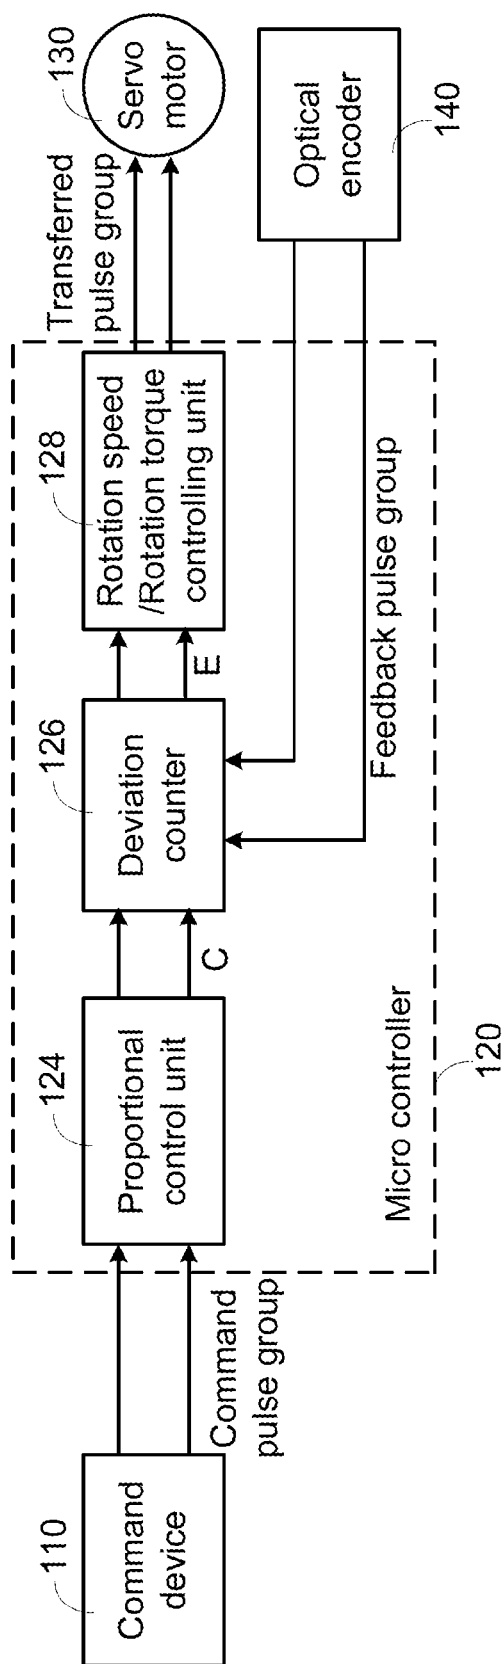 110
Command
device
Command
pulse group
124
Proportional
control unit
C
126
Deviation
counter
E
128
Rotation speed
/Rotation torque
controlling unit
Transferred
pulse group
130
Servo
motor
Optical
encoder
140
Feedback pulse group
Micro controller
120